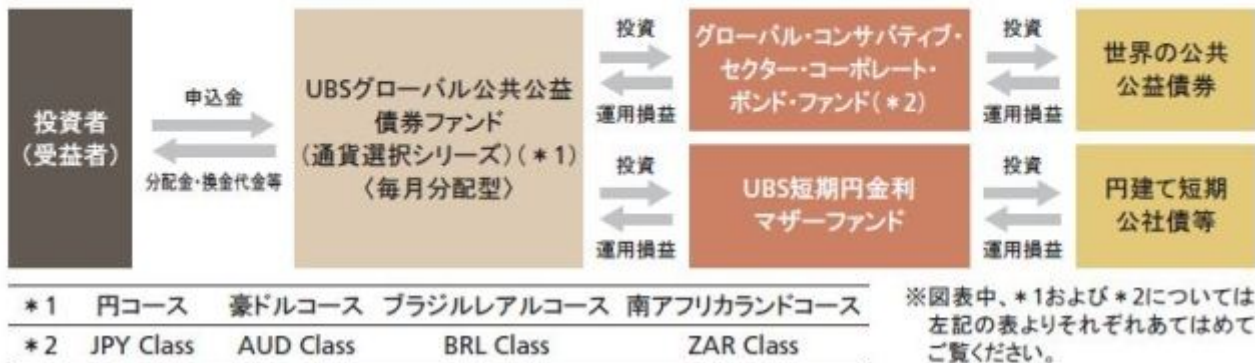 投資者
（受益者）
申込金
分配金・換金代金等
UBSグローバル公共公益
債券ファンド
（通貨選択シリーズ）（＊1）
〈毎月分配型〉
投資
運用損益
グローバル・コンサバティブ・
セクター・コーポレート・
ボンド・ファンド（＊2）
投資
運用損益
世界の公共
公益債券
投資
運用損益
UBS短期円金利
マザーファンド
投資
運用損益
円建て短期
公社債等
＊1 円コース 豪ドルコース ブラジルレアルコース 南アフリカランドコース
＊2 JPY Class AUD Class BRL Class ZAR Class
※図表中、＊1および＊2については
左記の表よりそれぞれあてはめて
ご覧ください。